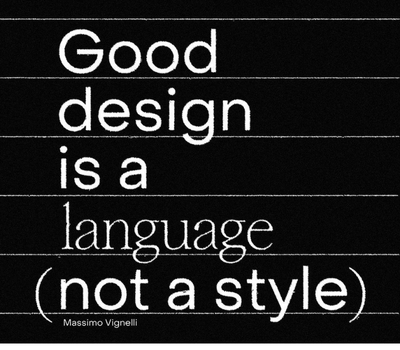 Good
design
is a
language
(not a style)
Massimo Vignelli